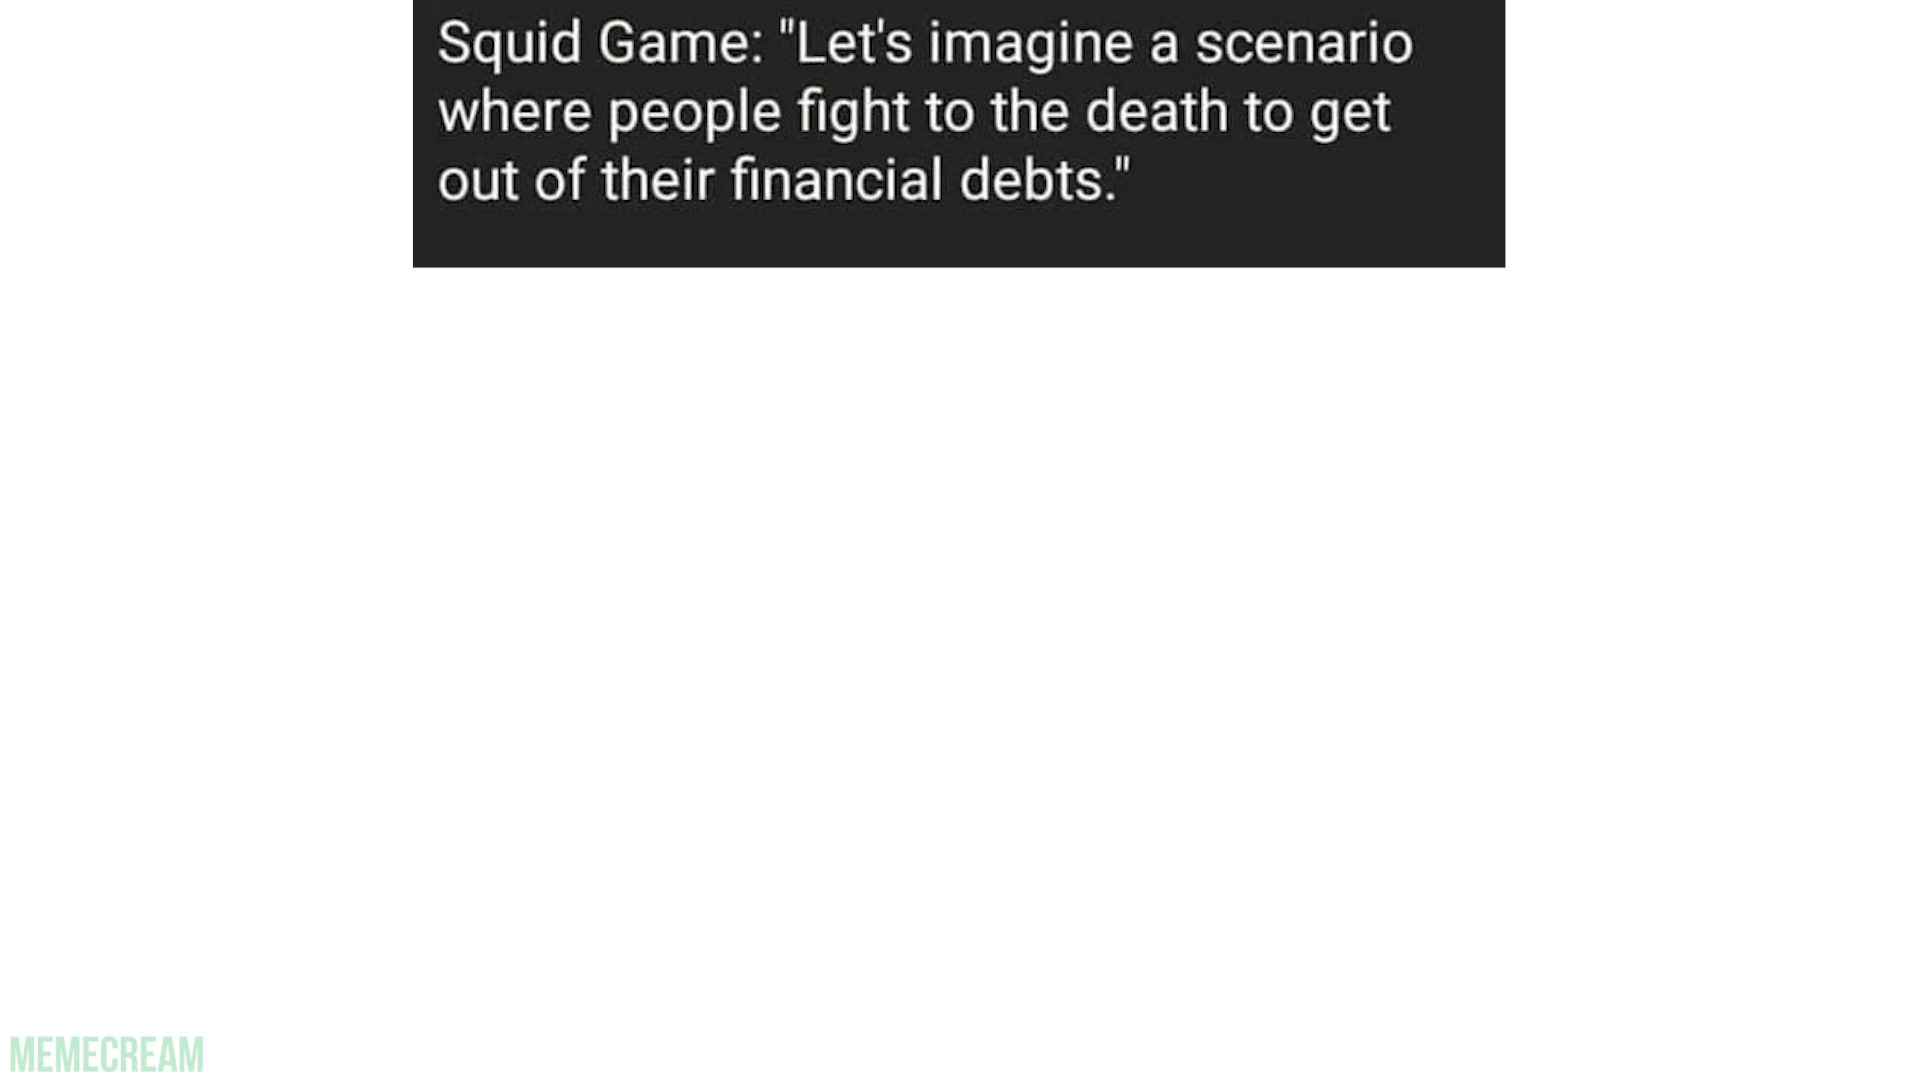 Squid Game: "Let's imagine a scenario
where people fight to the death to get
out of their financial debts."
MEMECREAM